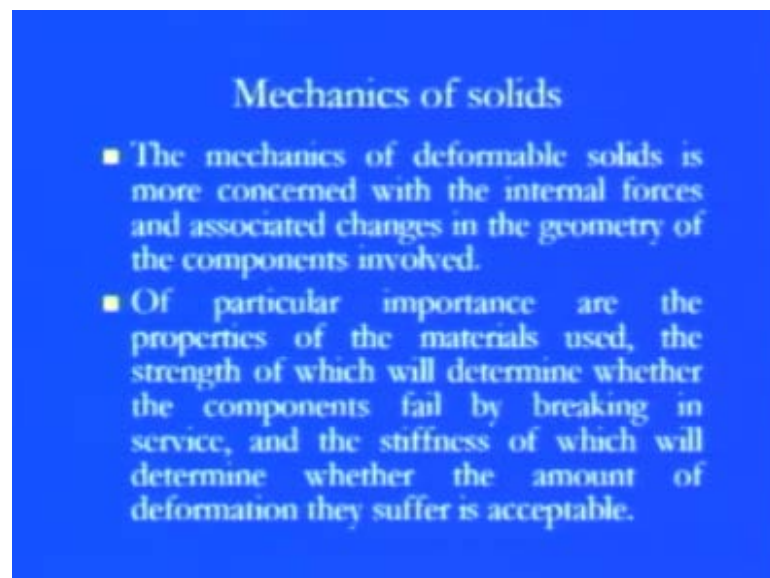 Mechanics of solids
The mechanics of deformable solids is
more concerned with the internal forces
and associated changes in the geometry of
the components involved.
Of particular importance are the
properties of the materials used, the
strength of which will determine whether
the components fail by breaking in
service, and the stiffness of which will
determine whether the amount of
deformation they suffer is acceptable.